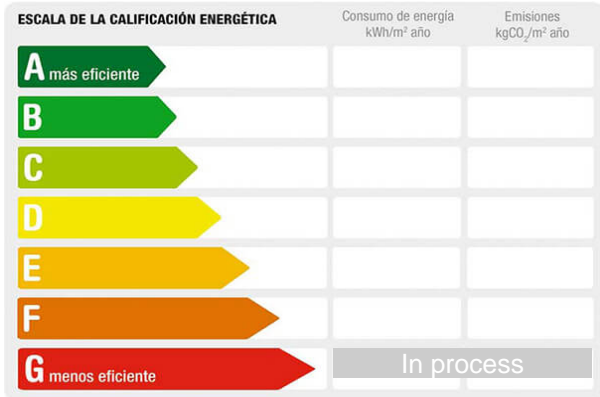 ESCALA DE LA CALIFICACIÓN ENERGÉTICA
Consumo de energía
kWh/m² año
Emisiones
kgCO₂/m² año
A más eficiente
B
C
D
E
F
G menos eficiente
In process